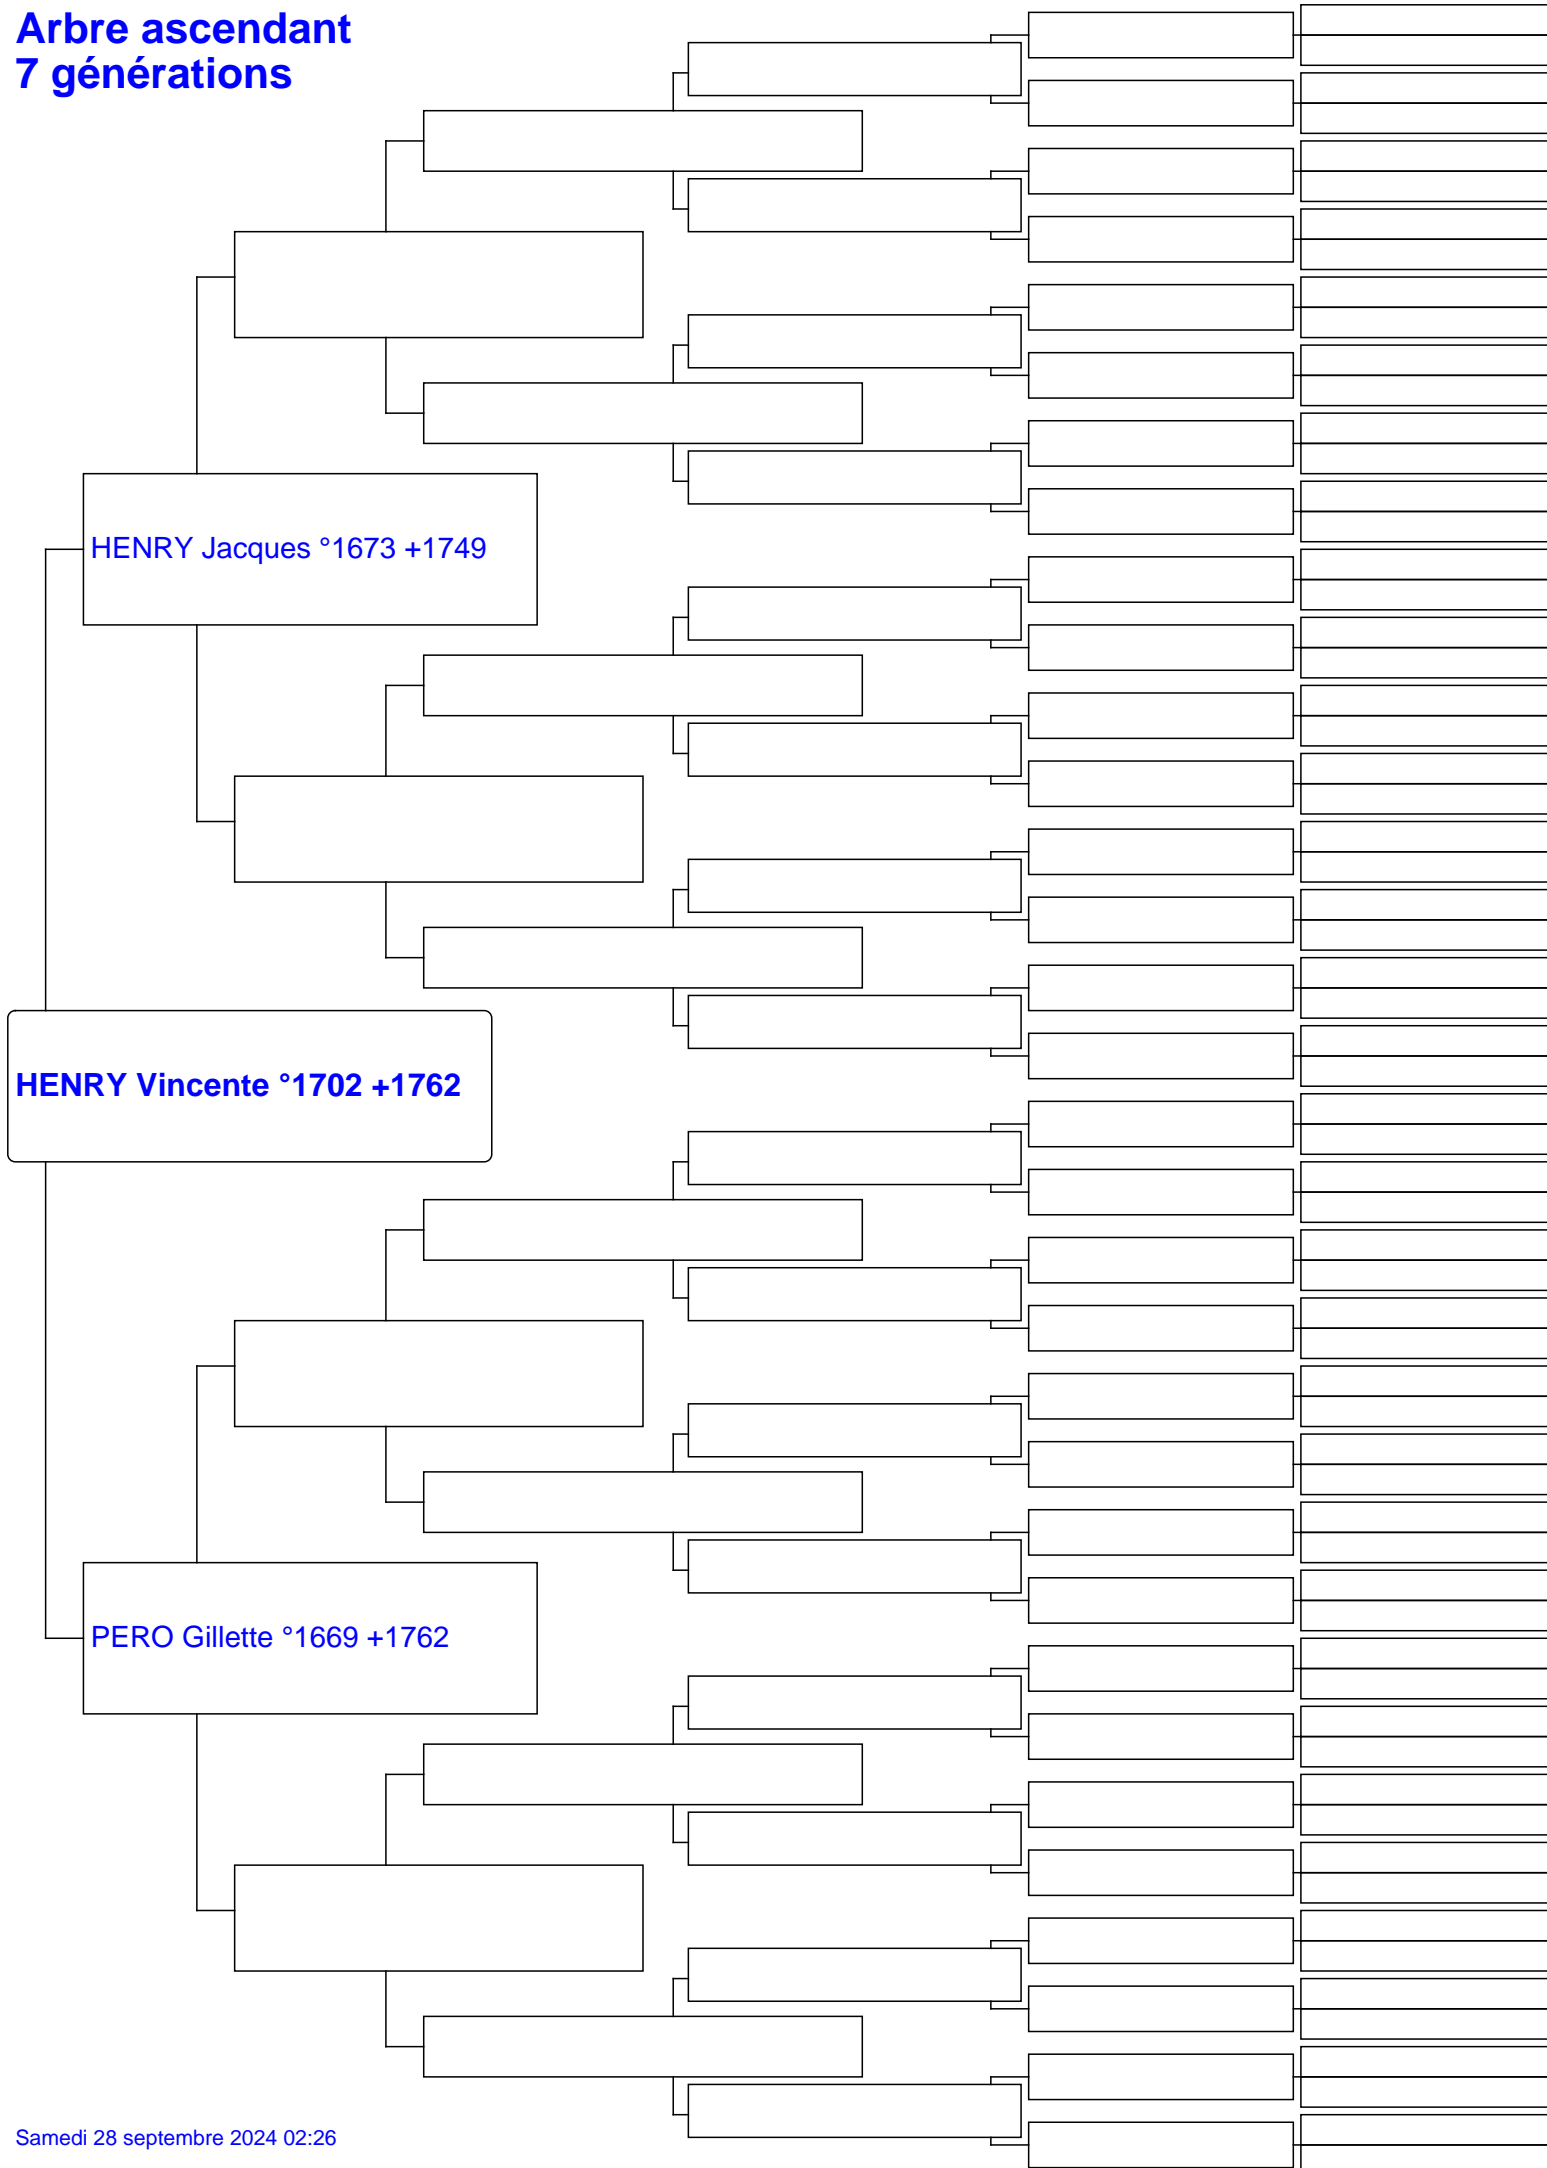 Arbre ascendant
7 générations
HENRY Jacques °1673 +1749
HENRY Vincente °1702 +1762
PERO Gillette °1669 +1762
Samedi 28 septembre 2024 02:26